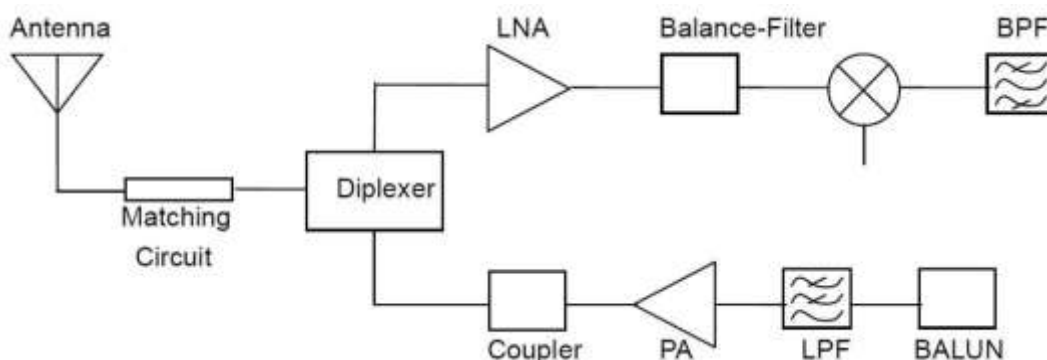 Antenna
LNA
Balance-Filter
BPF
Diplexer
Matching
Circuit
Coupler
PA
LPF
BALUN